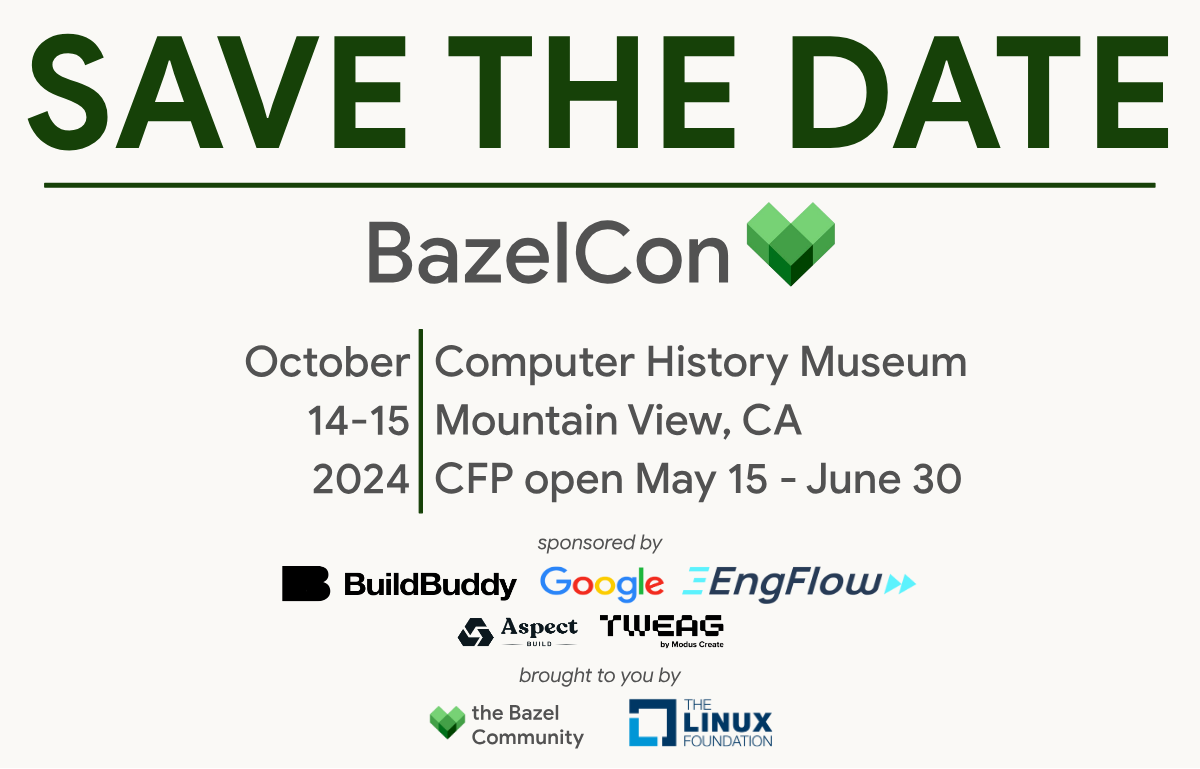 SAVE THE DATE
BazelCon
October
14-15
2024
Computer History Museum
Mountain View, CA
CFP open May 15 - June 30
sponsored by
BuildBuddy Google EngFlow
Aspect
BUILD
TWEAG
by Modus Create
brought to you by
the Bazel
Community
THE
LINUX
FOUNDATION